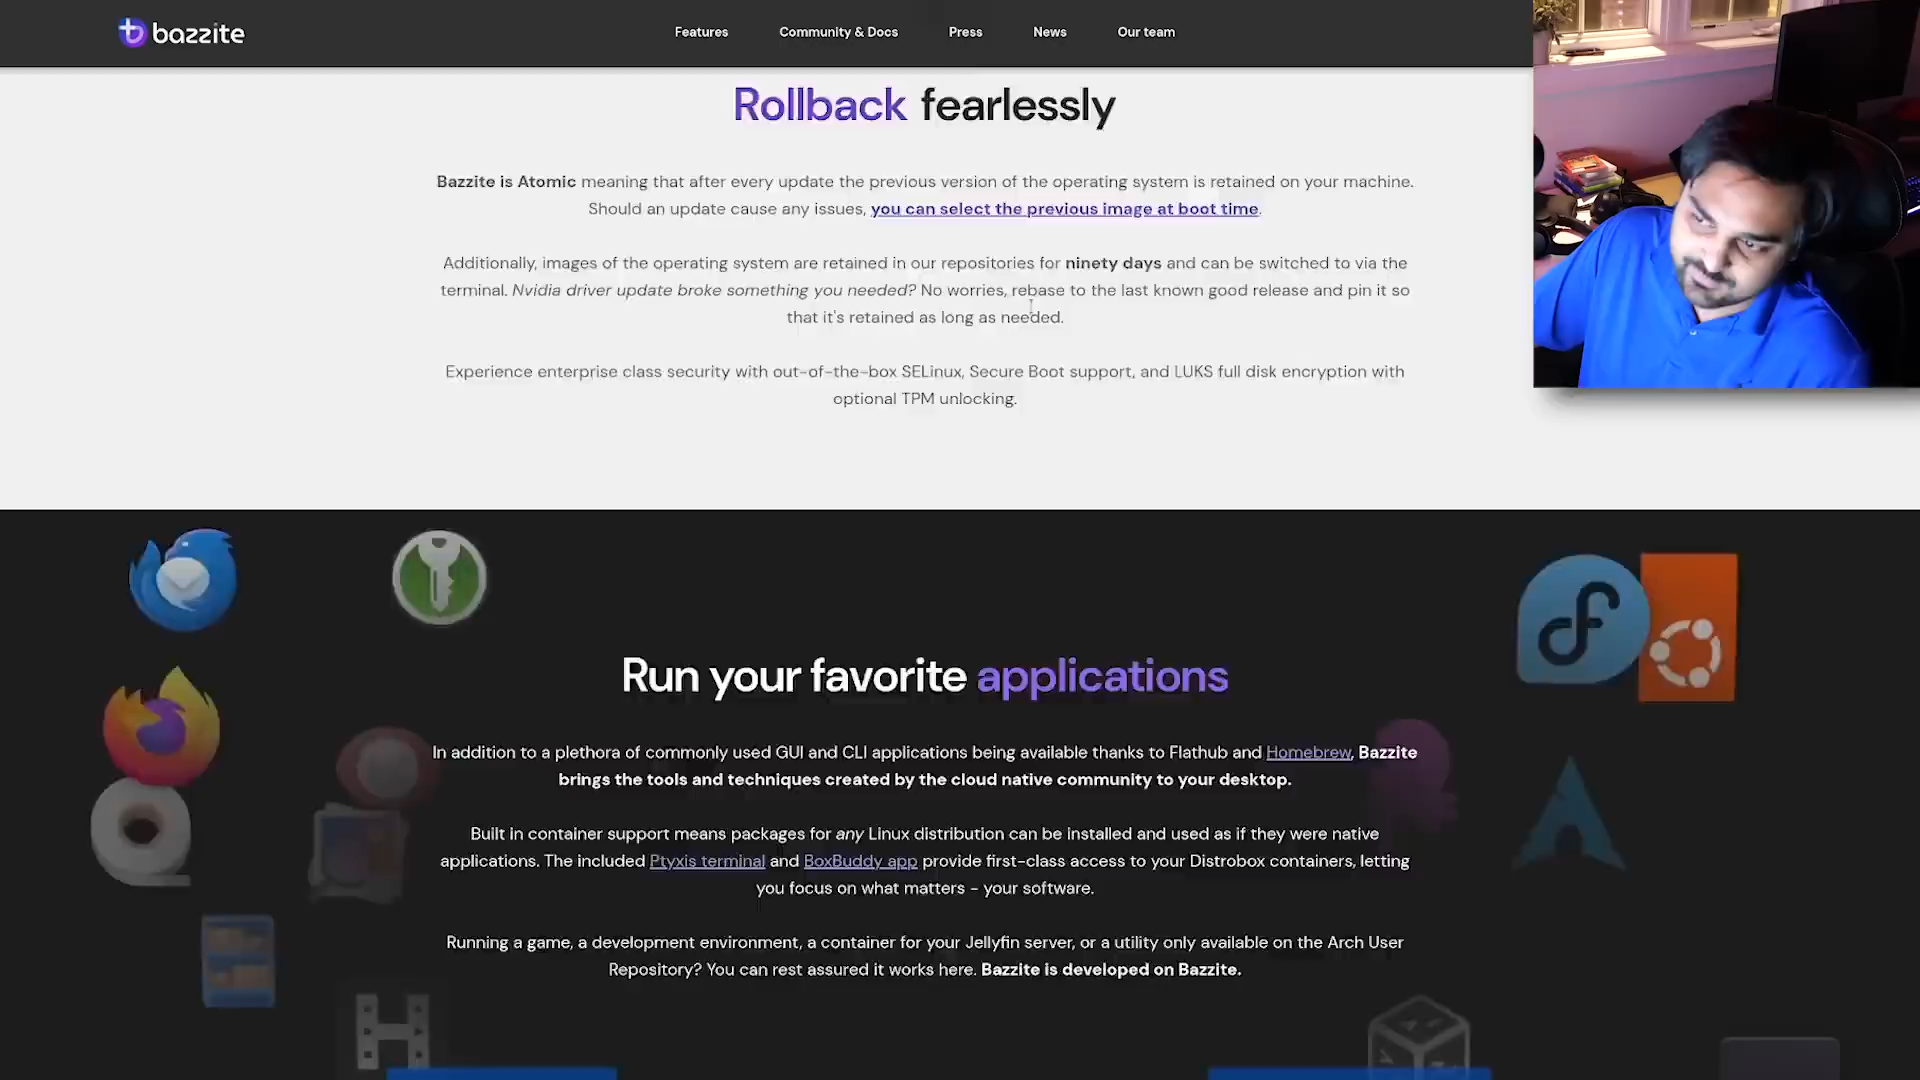 bazzite
Features
Community & Docs
Press
News
Our team
Rollback fearlessly
Bazzite is Atomic meaning that after every update the previous version of the operating system is retained on your machine.
Should an update cause any issues, you can select the previous image at boot time.
Additionally, images of the operating system are retained in our repositories for ninety days and can be switched to via the
terminal. Nvidia driver update broke something you needed? No worries, rebase to the last known good release and pin it so
that it's retained as long as needed.
Experience enterprise class security with out-of-the-box SELinux, Secure Boot support, and LUKS full disk encryption with
optional TPM unlocking.
Run your favorite applications
In addition to a plethora of commonly used GUI and CLI applications being available thanks to Flathub and Homebrew, Bazzite
brings the tools and techniques created by the cloud native community to your desktop.
Built in container support means packages for any Linux distribution can be installed and used as if they were native
applications. The included Ptyxis terminal and BoxBuddy app provide first-class access to your Distrobox containers, letting
you focus on what matters - your software.
Running a game, a development environment, a container for your Jellyfin server, or a utility only available on the Arch User
Repository? You can rest assured it works here. Bazzite is developed on Bazzite.